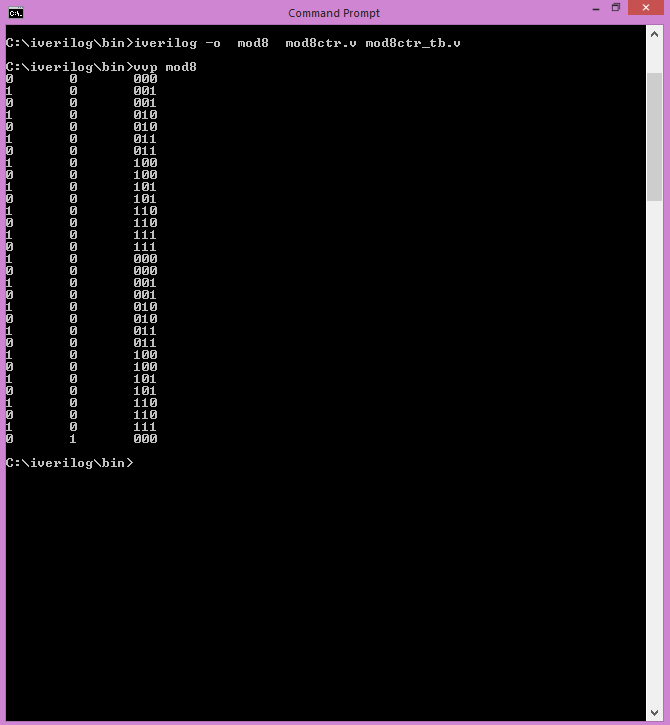 Command Prompt
C:\iverilog\bin>iverilog -o  mod8  mod8ctr.v mod8ctr_tb.v
C:\iverilog\bin>vvp mod8
0       0       000
1       0       001
0       0       001
1       0       010
0       0       010
1       0       011
0       0       011
1       0       100
0       0       100
1       0       101
0       0       101
1       0       110
0       0       110
1       0       111
0       0       111
1       0       000
0       0       000
1       0       001
0       0       001
1       0       010
0       0       010
1       0       011
0       0       011
1       0       100
0       0       100
1       0       101
0       0       101
1       0       110
0       0       110
1       0       111
0       1       000
C:\iverilog\bin>